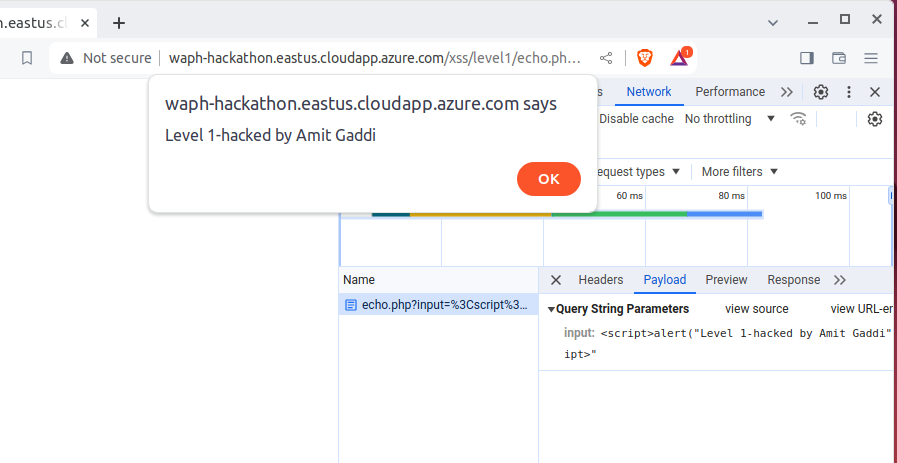 n.eastus.cl
Not secure waph-hackathon.eastus.cloudapp.azure.com/xss/level1/echo.ph… 1
waph-hackathon.eastus.cloudapp.azure.com says
Level 1-hacked by Amit Gaddi
OK
s Network Performance
Disable cache No throttling
equest types More filters
60 ms 80 ms 100 ms
Name
Headers Payload Preview Response
echo.php?input=%3Cscript%3…
Query String Parameters view source view URL-en
input: <script>alert("Level 1-hacked by Amit Gaddi"
ipt>"